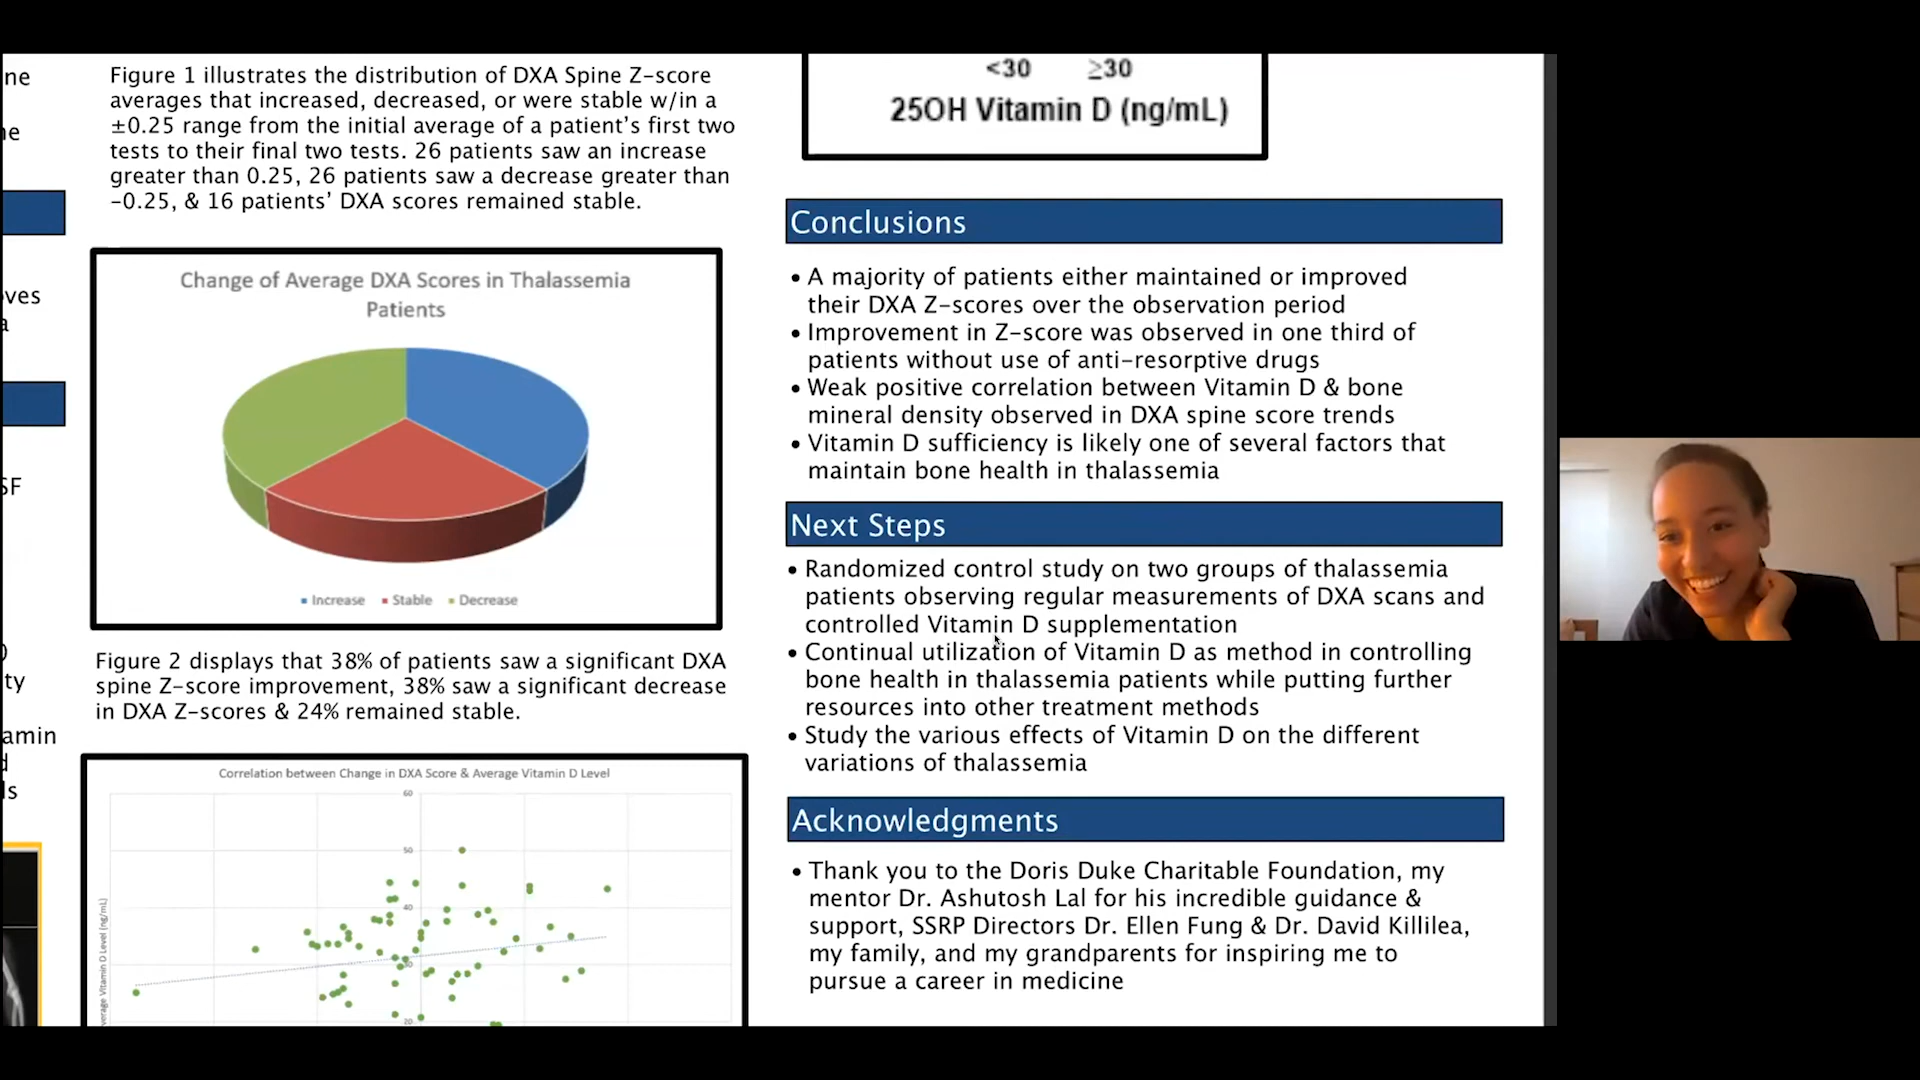 ne
ne
oves
a
SF
)
ty
amin
d
ls
Figure 1 illustrates the distribution of DXA Spine Z-score
averages that increased, decreased, or were stable w/in a
±0.25 range from the initial average of a patient's first two
tests to their final two tests. 26 patients saw an increase
greater than 0.25, 26 patients saw a decrease greater than
-0.25, & 16 patients' DXA scores remained stable.
Change of Average DXA Scores in Thalassemia
Patients
Increase Stable Decrease
Figure 2 displays that 38% of patients saw a significant DXA
spine Z-score improvement, 38% saw a significant decrease
in DXA Z-scores & 24% remained stable.
Correlation between Change in DXA Score & Average Vitamin D Level
60
50
40
30
20
verage Vitamin D Level (ng/mL)
<30 ≥30
25OH Vitamin D (ng/mL)
Conclusions
• A majority of patients either maintained or improved
their DXA Z-scores over the observation period
• Improvement in Z-score was observed in one third of
patients without use of anti-resorptive drugs
• Weak positive correlation between Vitamin D & bone
mineral density observed in DXA spine score trends
• Vitamin D sufficiency is likely one of several factors that
maintain bone health in thalassemia
Next Steps
• Randomized control study on two groups of thalassemia
patients observing regular measurements of DXA scans and
controlled Vitamin D supplementation
• Continual utilization of Vitamin D as method in controlling
bone health in thalassemia patients while putting further
resources into other treatment methods
• Study the various effects of Vitamin D on the different
variations of thalassemia
Acknowledgments
• Thank you to the Doris Duke Charitable Foundation, my
mentor Dr. Ashutosh Lal for his incredible guidance &
support, SSRP Directors Dr. Ellen Fung & Dr. David Killilea,
my family, and my grandparents for inspiring me to
pursue a career in medicine